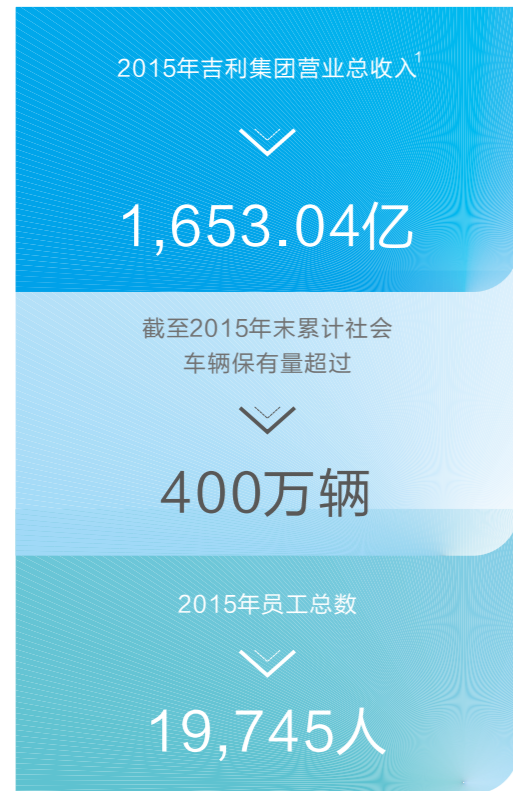 2015年吉利集团营业总收入1
1,653.04亿
截至2015年末累计社会
车辆保有量超过
400万辆
2015年员工总数
19,745人